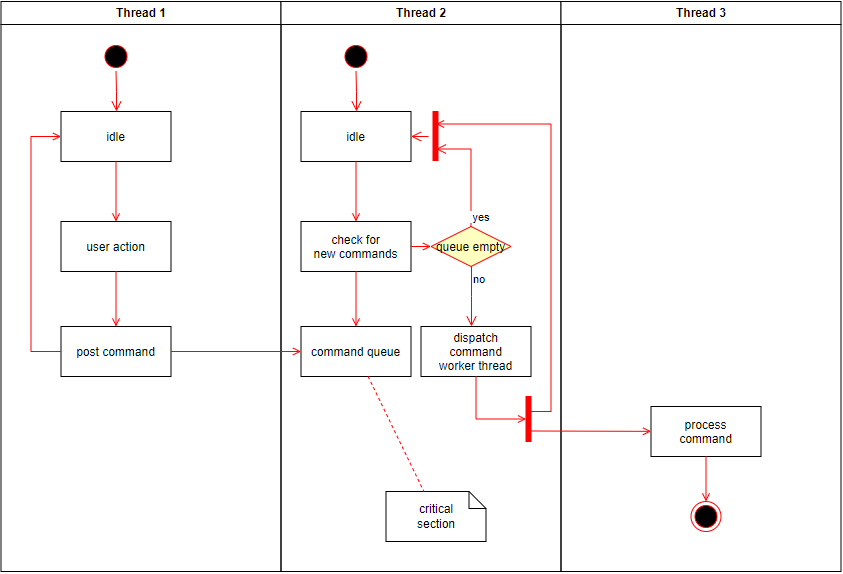 Thread 1
Thread 2
Thread 3
idle
idle
user action
check for
new commands
yes
queue empty
no
post command
command queue
dispatch
command
worker thread
process
command
critical
section